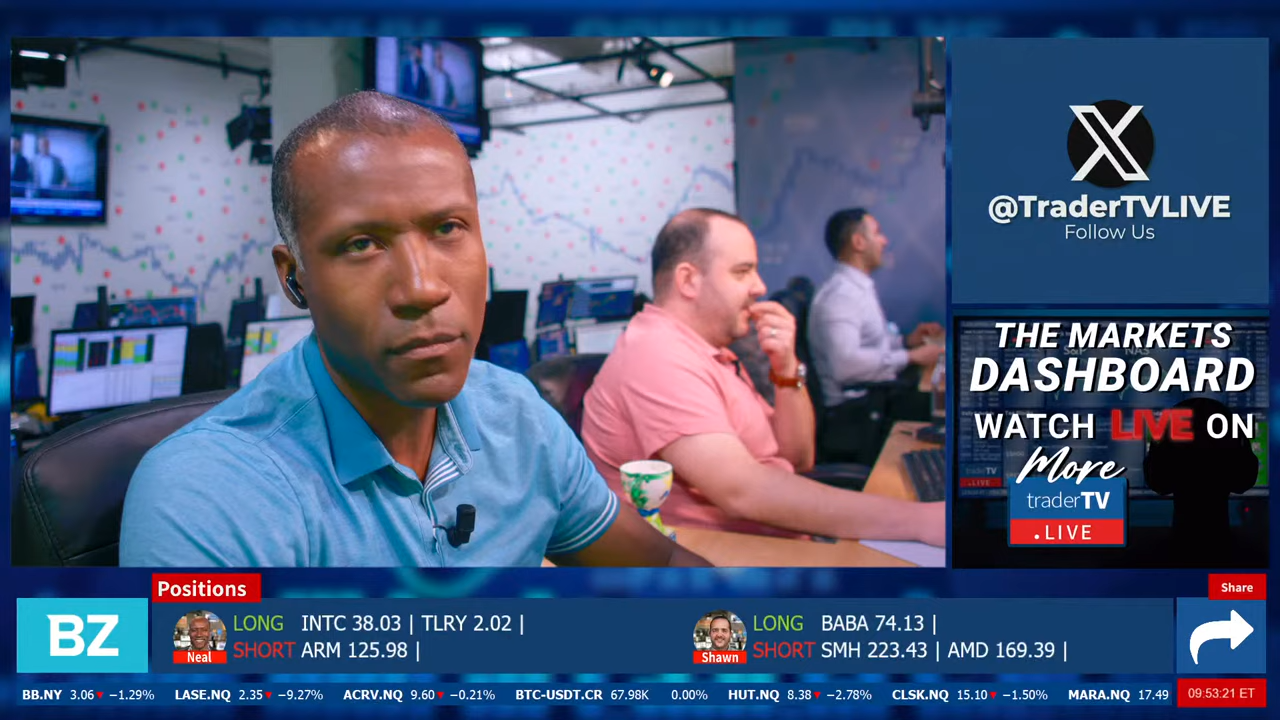 @TraderTVLIVE
Follow Us
THE MARKETS
DASHBOARD
WATCH LIVE ON
More
traderTV
.LIVE
Positions
Share
BZ
Neal
LONG INTC 38.03 | TLRY 2.02 |
SHORT ARM 125.98 |
Shawn
LONG BABA 74.13 |
SHORT SMH 223.43 | AMD 169.39 |
BB.NY 3.06▼ −1.29% LASE.NQ 2.35▼ −9.27% ACRV.NQ 9.60▼ −0.21% BTC-USDT.CR 67.98K 0.00% HUT.NQ 8.38▼ −2.78% CLSK.NQ 15.10▼ −1.50% MARA.NQ 17.49
09:53:21 ET